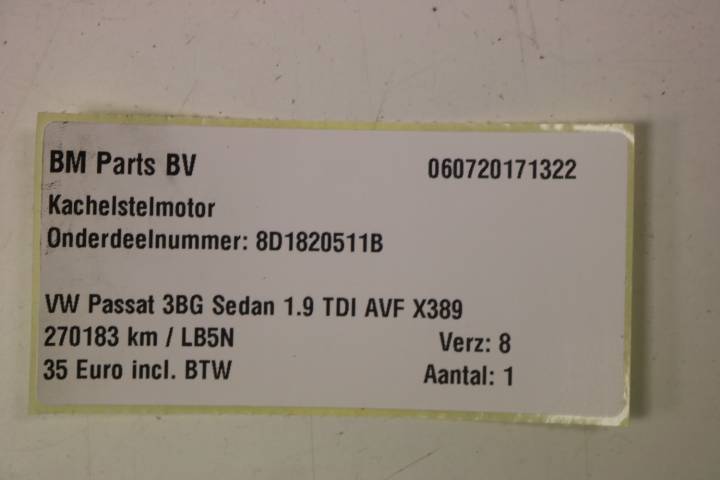 BM Parts BV 060720171322
Kachelstelmotor
Onderdeelnummer: 8D1820511B
VW Passat 3BG Sedan 1.9 TDI AVF X389
270183 km / LB5N Verz: 8
35 Euro incl. BTW Aantal: 1